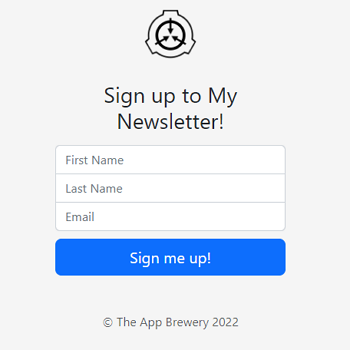 Sign up to My
Newsletter!
First Name
Last Name
Email
Sign me up!
© The App Brewery 2022